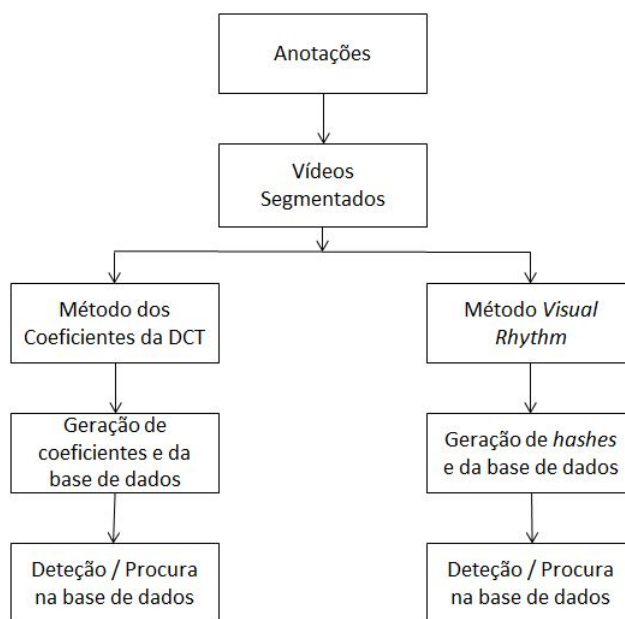 Anotações
Vídeos
Segmentados
Método dos
Coeficientes da DCT
Método Visual
Rhythm
Geração de
coeficientes e da
base de dados
Geração de hashes
e da base de dados
Deteção / Procura
na base de dados
Deteção / Procura
na base de dados